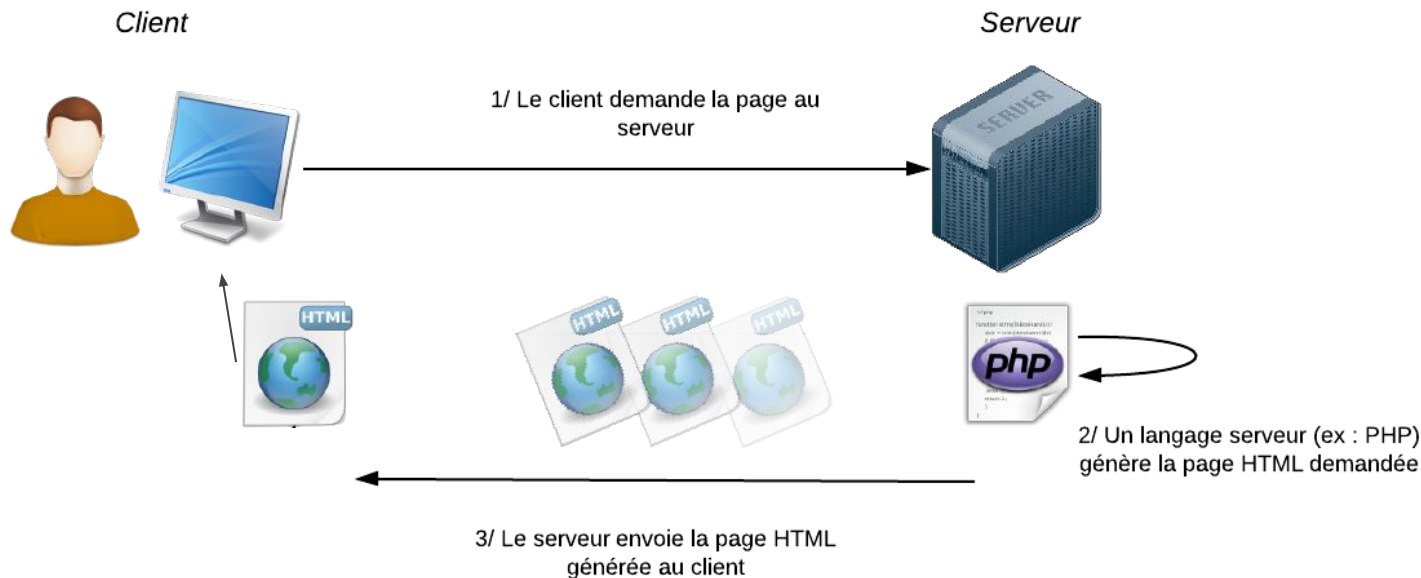 Client
Serveur
1/ Le client demande la page au
serveur
SERVER
HTML
HTML
HTML
HTML
php
2/ Un langage serveur (ex : PHP)
génère la page HTML demandée
3/ Le serveur envoie la page HTML
générée au client